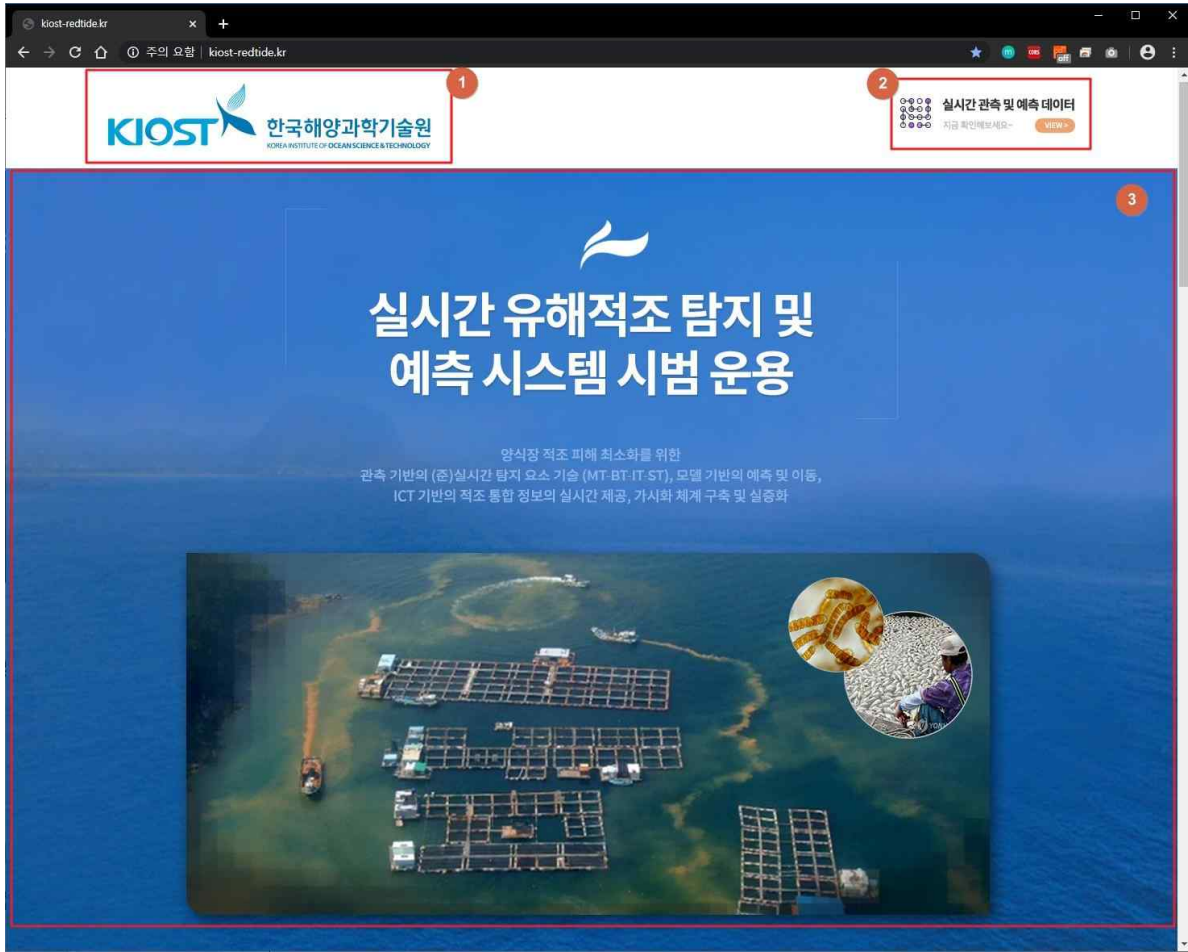 kiost-redtide.kr
주의 요함 | kiost-redtide.kr
off
1
KIOST 한국해양과학기술원
KOREA INSTITUTE OF OCEAN SCIENCE & TECHNOLOGY
2
실시간 관측 및 예측 데이터
지금 확인해보세요~
VIEW >
3
실시간 유해적조 탐지 및
예측 시스템 시범 운용
양식장 적조 피해 최소화를 위한
관측 기반의 (준)실시간 탐지 요소 기술 (MT·BT·IT·ST), 모델 기반의 예측 및 이동,
ICT 기반의 적조 통합 정보의 실시간 제공, 가시화 체계 구축 및 실증화